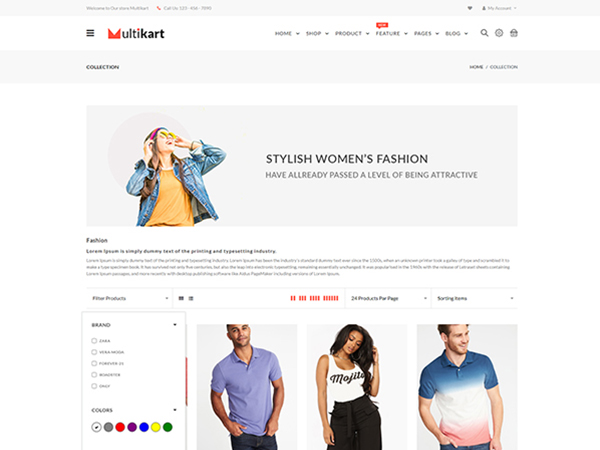 Welcome to Our store Multikart
Call Us: 123 - 456 - 7890
My Account
Multikart
HOME
SHOP
PRODUCT
NEW
FEATURE
PAGES
BLOG
COLLECTION
HOME / COLLECTION
STYLISH WOMEN'S FASHION
HAVE ALLREADY PASSED A LEVEL OF BEING ATTRACTIVE
Fashion
Lorem Ipsum is simply dummy text of the printing and typesetting industry.
Lorem Ipsum is simply dummy text of the printing and typesetting industry. Lorem Ipsum has been the industry's standard dummy text ever since the 1500s, when an unknown printer took a galley of type and scrambled it to make a type specimen
book. It has survived not only five centuries, but also the leap into electronic typesetting, remaining essentially unchanged. It was popularised in the 1960s with the release of Letraset sheets containing
Lorem Ipsum passages, and more recently with desktop publishing software like Aldus PageMaker including versions of Lorem Ipsum.
Filter Products
24 Products Par Page
Sorting Items
BRAND
ZARA
VERA-MODA
FOREVER-21
ROADSTER
ONLY
COLORS
Mojito